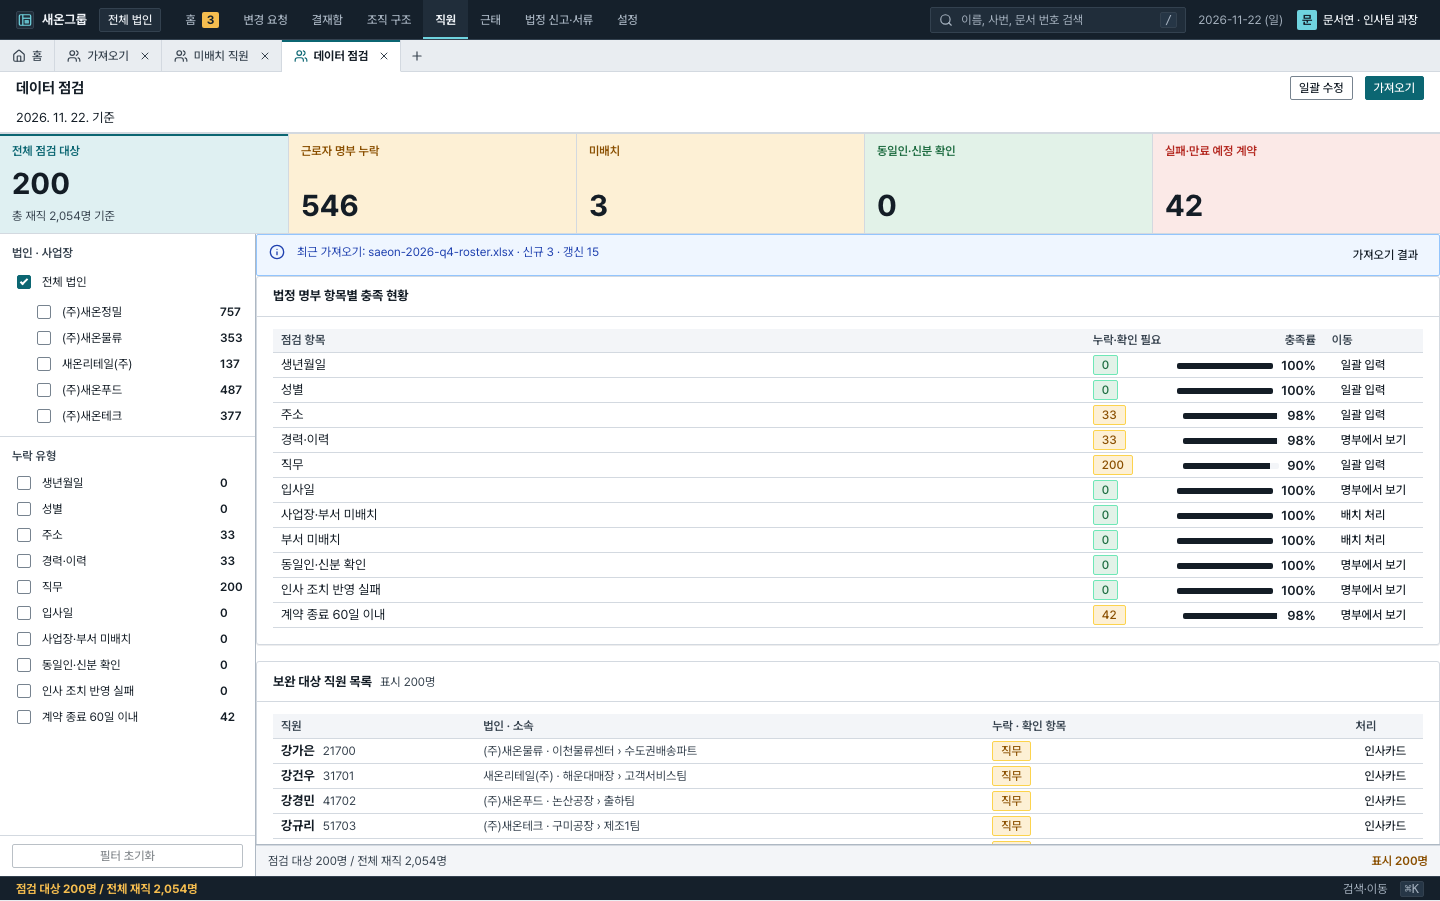 새온그룹 전체 법인 홈 3 변경 요청 결재함 조직 구조 직원 근태 법정 신고·서류 설정 이름, 사번, 문서 번호 검색 / 2026-11-22 (일) 문 문서연 · 인사팀 과장
홈 가져오기 미배치 직원 데이터 점검
데이터 점검 일괄 수정 가져오기
2026. 11. 22. 기준
전체 점검 대상
200
총 재직 2,054명 기준
근로자 명부 누락
546
미배치
3
동일인·신분 확인
0
실패·만료 예정 계약
42
법인 · 사업장
전체 법인
(주)새온정밀 757
(주)새온물류 353
새온리테일(주) 137
(주)새온푸드 487
(주)새온테크 377
누락 유형
생년월일 0
성별 0
주소 33
경력·이력 33
직무 200
입사일 0
사업장·부서 미배치 0
동일인·신분 확인 0
인사 조치 반영 실패 0
계약 종료 60일 이내 42
필터 초기화
최근 가져오기: saeon-2026-q4-roster.xlsx · 신규 3 · 갱신 15 가져오기 결과
법정 명부 항목별 충족 현황
점검 항목 누락·확인 필요 충족률 이동
생년월일 0 100% 일괄 입력
성별 0 100% 일괄 입력
주소 33 98% 일괄 입력
경력·이력 33 98% 명부에서 보기
직무 200 90% 일괄 입력
입사일 0 100% 명부에서 보기
사업장·부서 미배치 0 100% 배치 처리
부서 미배치 0 100% 배치 처리
동일인·신분 확인 0 100% 명부에서 보기
인사 조치 반영 실패 0 100% 명부에서 보기
계약 종료 60일 이내 42 98% 명부에서 보기
보완 대상 직원 목록 표시 200명
직원 법인 · 소속 누락 · 확인 항목 처리
강가은 21700 (주)새온물류 · 이천물류센터 › 수도권배송파트 직무 인사카드
강건우 31701 새온리테일(주) · 해운대매장 › 고객서비스팀 직무 인사카드
강경민 41702 (주)새온푸드 · 논산공장 › 출하팀 직무 인사카드
강규리 51703 (주)새온테크 · 구미공장 › 제조1팀 직무 인사카드
점검 대상 200명 / 전체 재직 2,054명 표시 200명
점검 대상 200명 / 전체 재직 2,054명 검색·이동 ⌘K